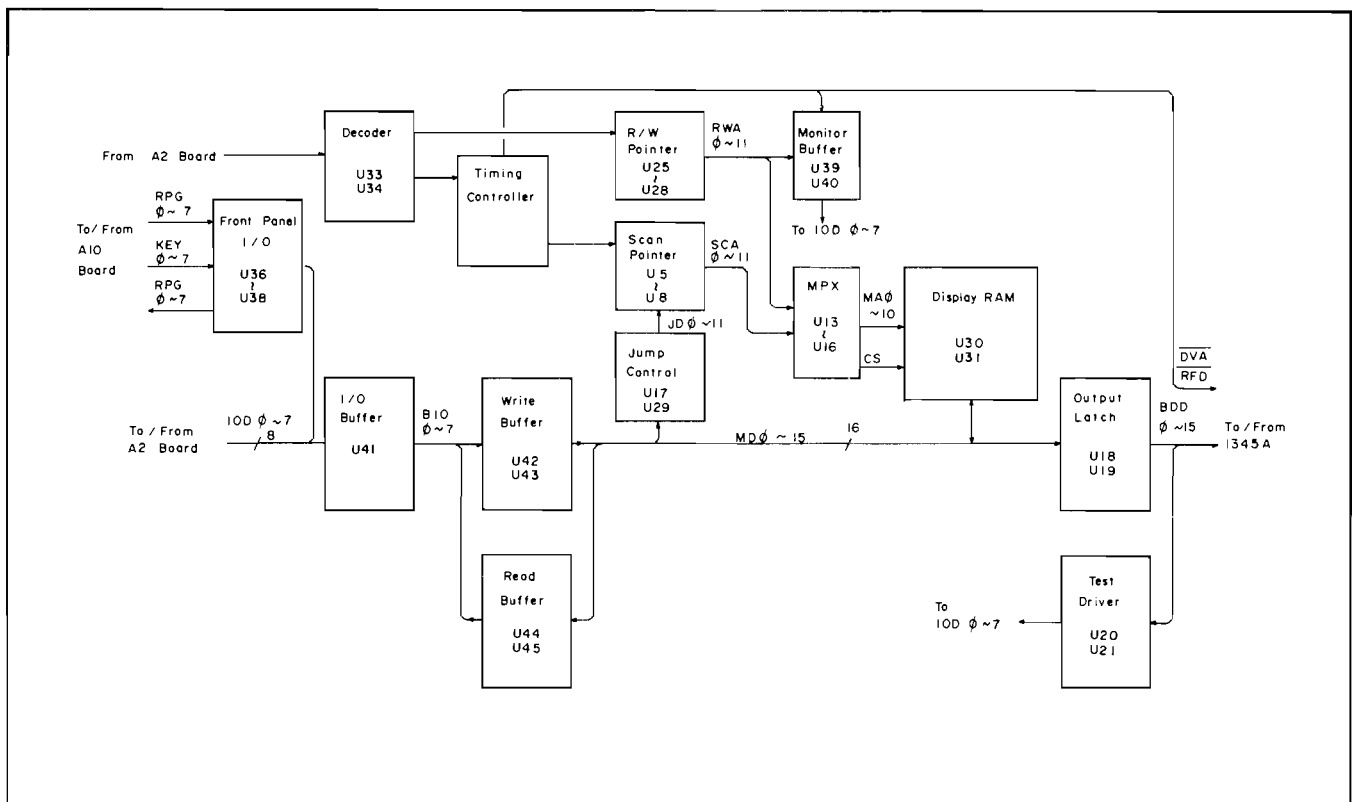 From A2 Board
Decoder
U33
U34
Timing
Controller
R/W
Pointer
U25
~
U28
RWA
φ~11
Monitor
Buffer
U39
U40
To IOD φ~7
To/From
A10
Board
RPG
φ~7
KEY
φ~7
RPG
φ~7
Front Panel
I/O
U36
~
U38
Scan
Pointer
U5
~
U8
SCA
φ~11
JDφ~11
Jump
Control
U17
U29
MPX
U13
~
U16
MAφ
~10
CS
Display RAM
U30
U31
DVA
RFD
To/From
A2 Board
IOD φ~7
8
I/O
Buffer
U41
BIO
φ~7
Write
Buffer
U42
U43
MDφ~15
16
Output
Latch
U18
U19
BDD
φ~15
To/From
1345A
Read
Buffer
U44
U45
To
IOD φ~7
Test
Driver
U20
U21